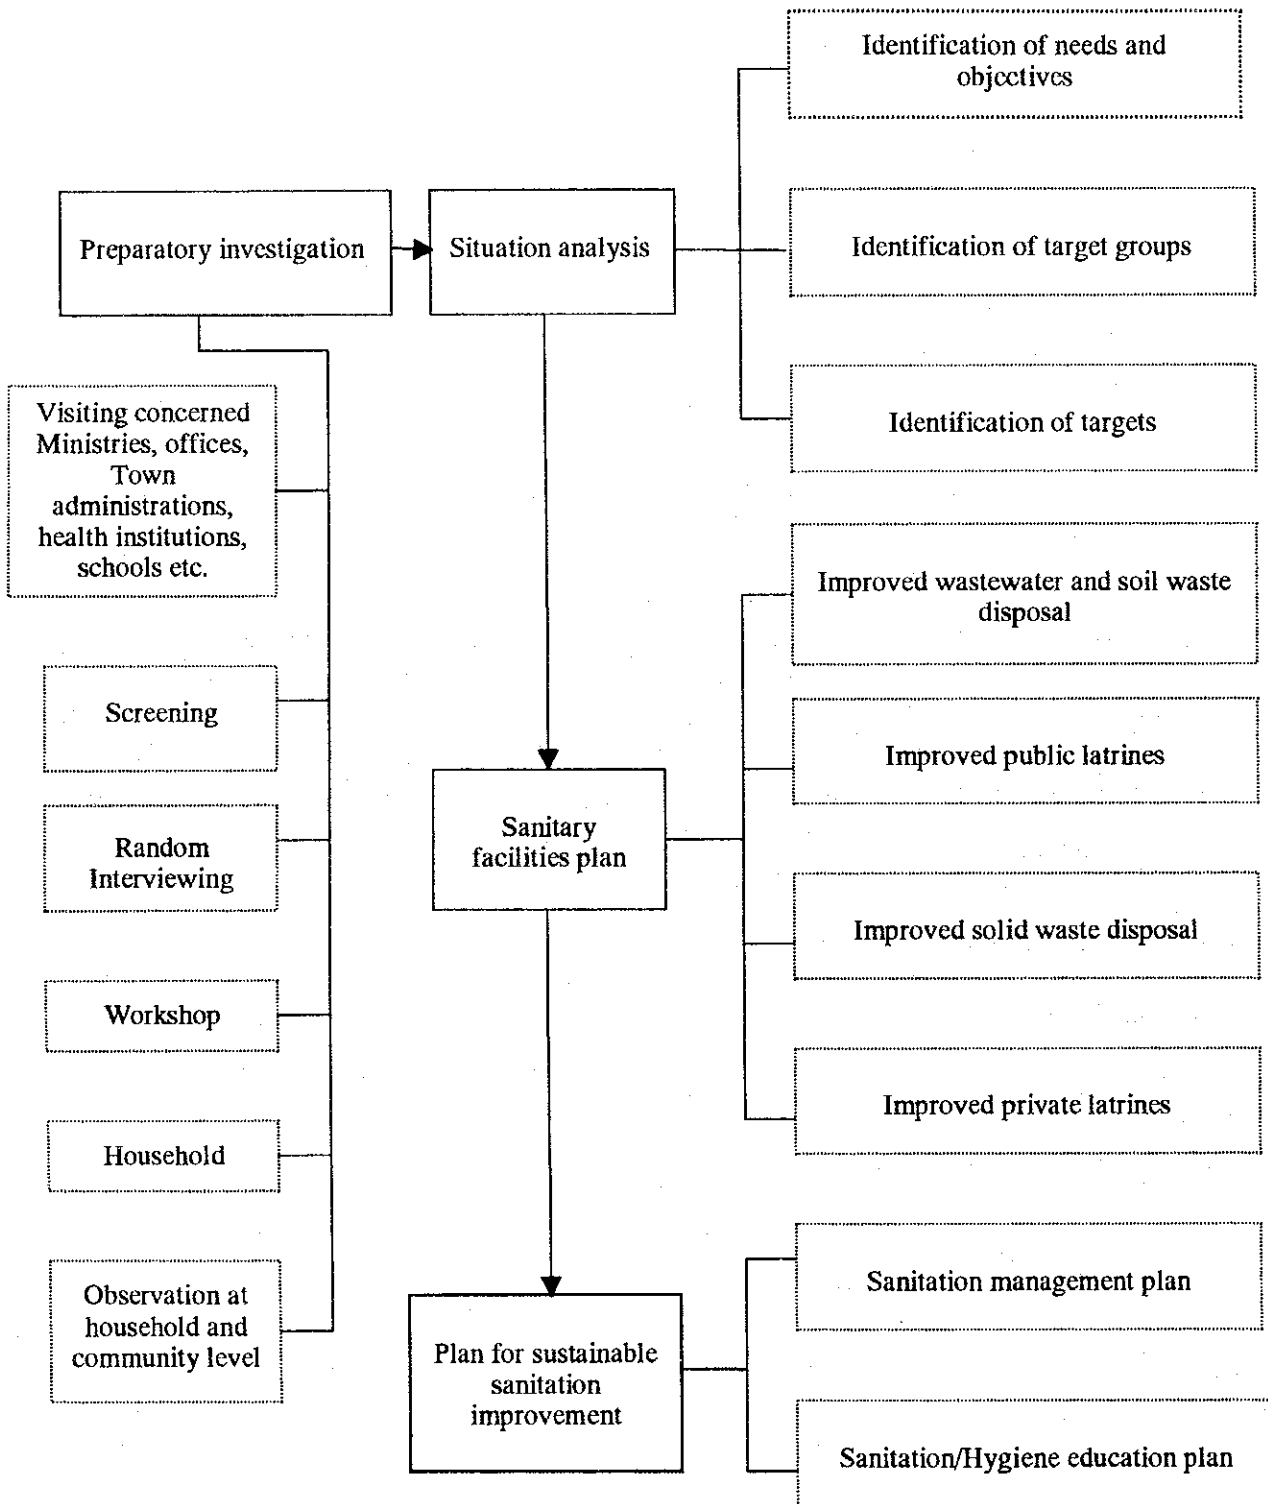 Identification of needs and
objectives
Preparatory investigation
Situation analysis
Identification of target groups
Identification of targets
Visiting concerned
Ministries, offices,
Town
administrations,
health institutions,
schools etc.
Screening
Random
Interviewing
Workshop
Household
Observation at
household and
community level
Improved wastewater and soil waste
disposal
Improved public latrines
Sanitary
facilities plan
Improved solid waste disposal
Improved private latrines
Sanitation management plan
Plan for sustainable
sanitation
improvement
Sanitation/Hygiene education plan